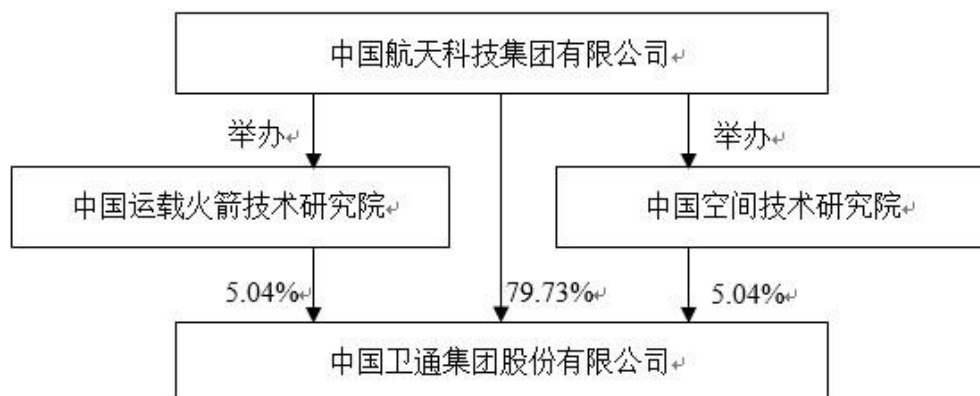 中国航天科技集团有限公司
举办
举办
中国运载火箭技术研究院
中国空间技术研究院
5.04%
79.73%
5.04%
中国卫通集团股份有限公司